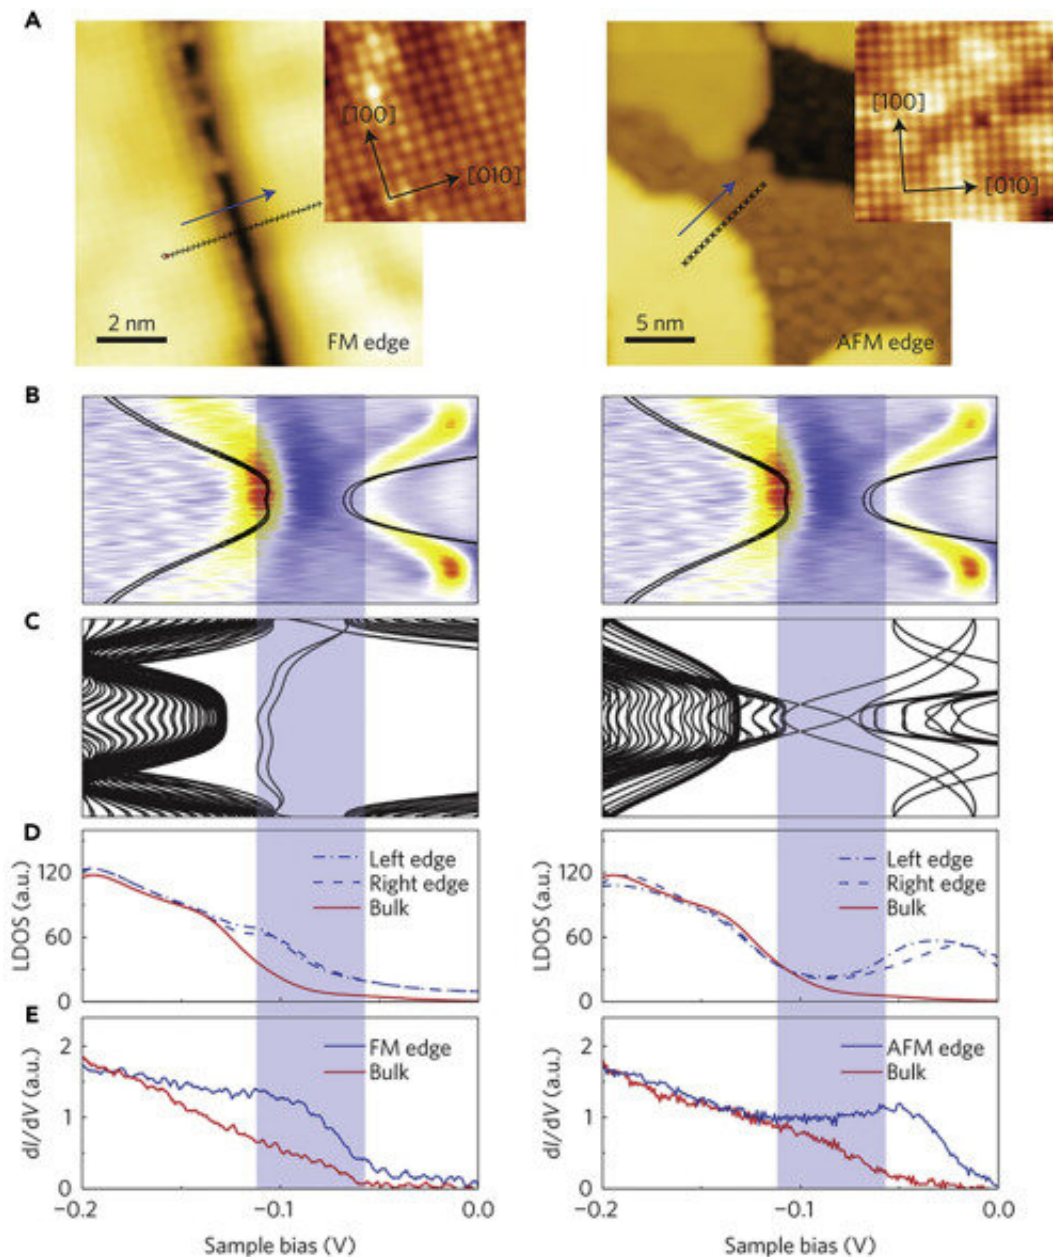 A
[100]
[010]
2 nm
FM edge
[100]
[010]
5 nm
AFM edge
B
C
D
LDOS (a.u.)
120
60
0
Left edge
Right edge
Bulk
LDOS (a.u.)
120
60
0
Left edge
Right edge
Bulk
E
dI/dV (a.u.)
2
1
0
FM edge
Bulk
−0.2
−0.1
0.0
Sample bias (V)
dI/dV (a.u.)
2
1
0
AFM edge
Bulk
−0.2
−0.1
0.0
Sample bias (V)